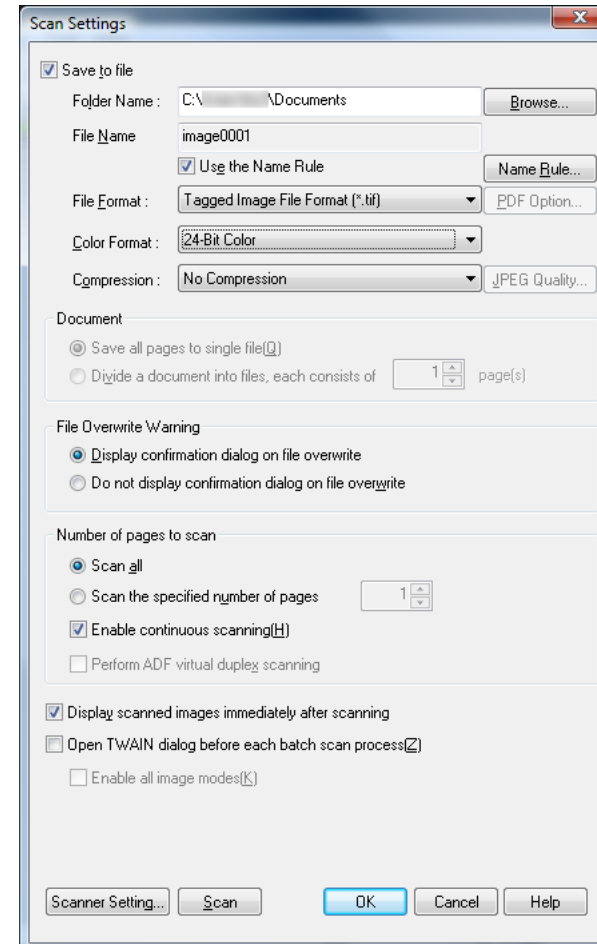 Scan Settings
Save to file
Folder Name : C:\ \Documents Browse...
File Name image0001
Use the Name Rule Name Rule...
File Format : Tagged Image File Format (*.tif) PDF Option...
Color Format : 24-Bit Color
Compression : No Compression JPEG Quality...
Document
Save all pages to single file(Q)
Divide a document into files, each consists of 1 page(s)
File Overwrite Warning
Display confirmation dialog on file overwrite
Do not display confirmation dialog on file overwrite
Number of pages to scan
Scan all
Scan the specified number of pages 1
Enable continuous scanning(H)
Perform ADF virtual duplex scanning
Display scanned images immediately after scanning
Open TWAIN dialog before each batch scan process(Z)
Enable all image modes(K)
Scanner Setting... Scan OK Cancel Help